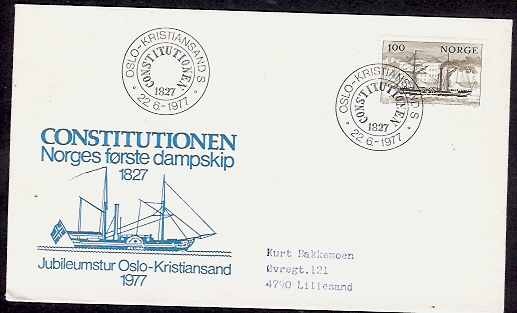 OSLO-KRISTIANSAND S
CONSTITUTIONEN
1827
22.6.-1977
100 NORGE
OSLO-KRISTIANSAND S
CONSTITUTIONEN
1827
22.6.-1977
CONSTITUTIONEN
Norges første dampskip
1827
Jubileumstur Oslo-Kristiansand
1977
Kurt Bakkemoen
Øvregt.121
4790 Lillesand